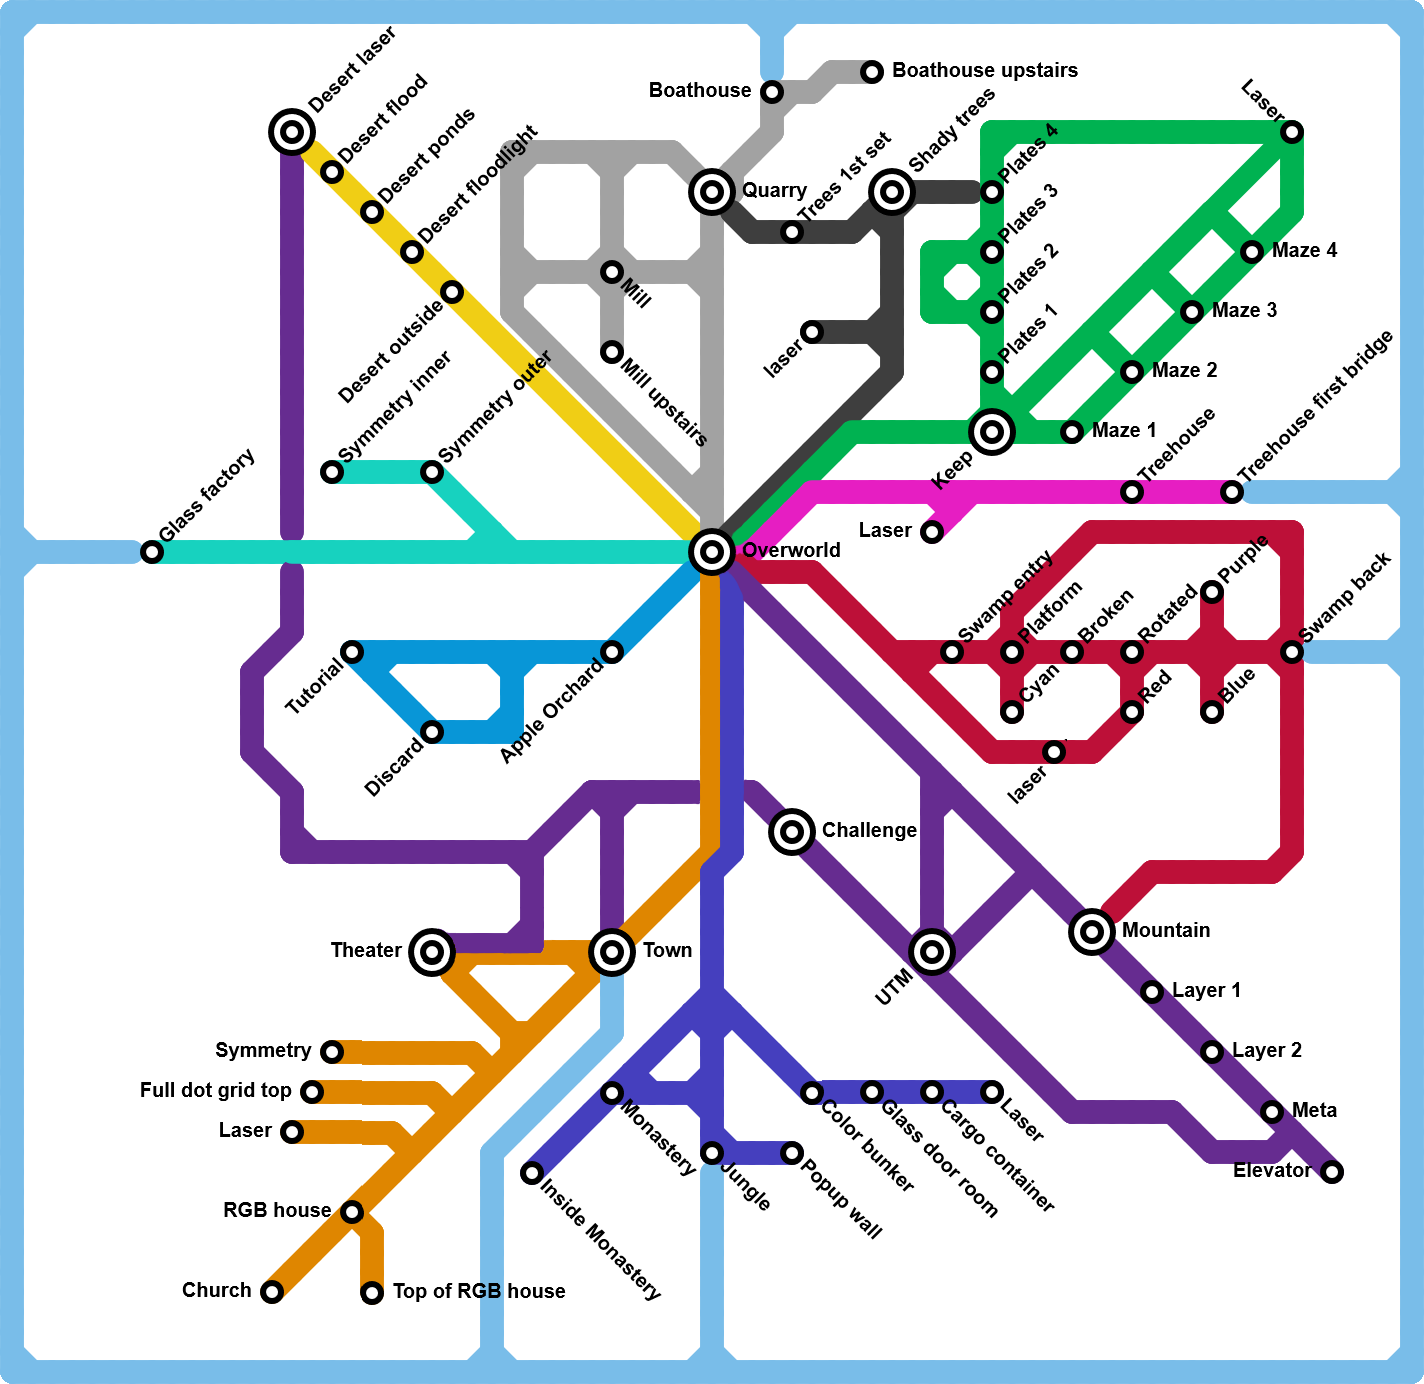 Desert laser
Desert flood
Desert ponds
Desert floodlight
Desert outside
Boathouse
Boathouse upstairs
Quarry
Trees 1st set
Shady trees
Plates 4
Plates 3
Plates 2
Plates 1
Laser
Maze 4
Maze 3
Maze 2
Maze 1
Keep
Mill
Mill upstairs
laser
Symmetry inner
Symmetry outer
Glass factory
Treehouse
Treehouse first bridge
Laser
Overworld
Swamp entry
Platform
Broken
Rotated
Purple
Swamp back
Cyan
Red
Blue
laser
Tutorial
Discard
Apple Orchard
Challenge
UTM
Mountain
Layer 1
Layer 2
Meta
Elevator
Theater
Town
Symmetry
Full dot grid top
Laser
RGB house
Church
Top of RGB house
Monastery
Inside Monastery
Jungle
Popup wall
Color bunker
Glass door room
Cargo container
Laser